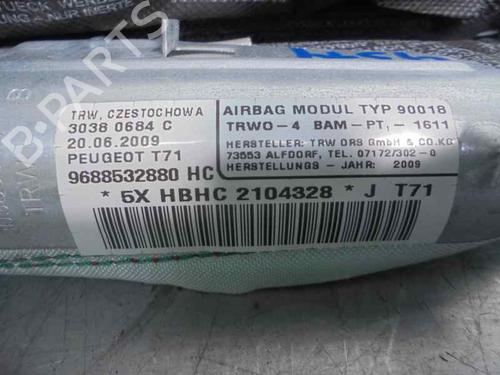 TRW, CZESTOCHOWA
3038 0684 C
20.06.2009
PEUGEOT T71
9688532880 HC
AIRBAG MODUL TYP 90018
TRWO-4 BAM-PT, - 1611
HERSTELLER: TRW ORS GMBH & CO.KG
73553 ALFDORF, TEL. 07172/302-0
HERSTELLUNGS - JAHR: 2009
* 5X HBHC 2104328 * J T71
TRW
B PARTS